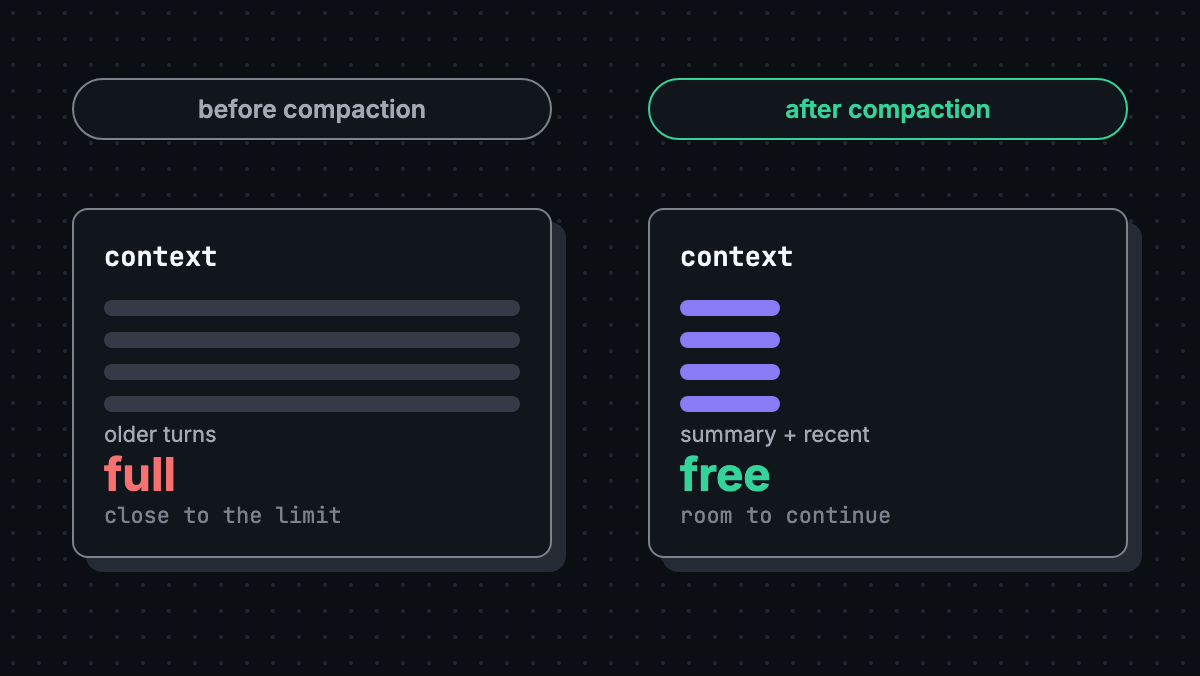 before compaction
after compaction
context
older turns
full
close to the limit
context
summary + recent
free
room to continue